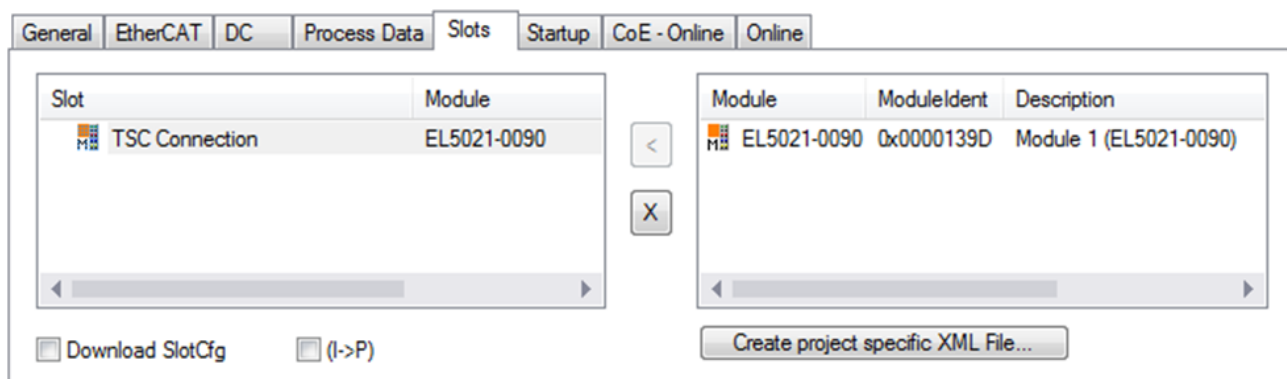 General EtherCAT DC Process Data Slots Startup CoE - Online Online
Slot Module
TSC Connection EL5021-0090
<
X
Module ModuleIdent Description
EL5021-0090 0x0000139D Module 1 (EL5021-0090)
Download SlotCfg (I->P)
Create project specific XML File...